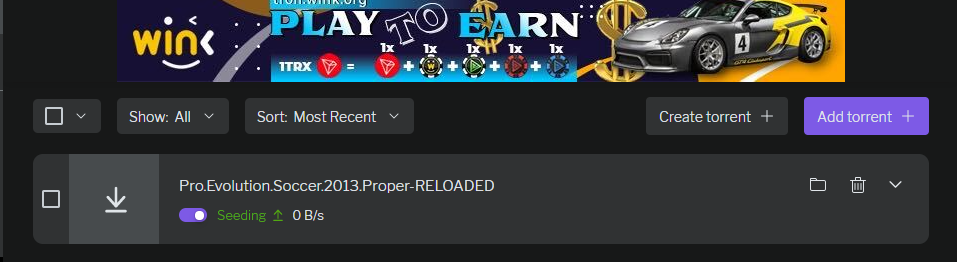 tron.wink.org
wink
PLAY TO EARN
1x 1x 1x 1x 1x
1TRX = + + + +
4
Show: All
Sort: Most Recent
Create torrent +
Add torrent +
Pro.Evolution.Soccer.2013.Proper-RELOADED
Seeding 0 B/s